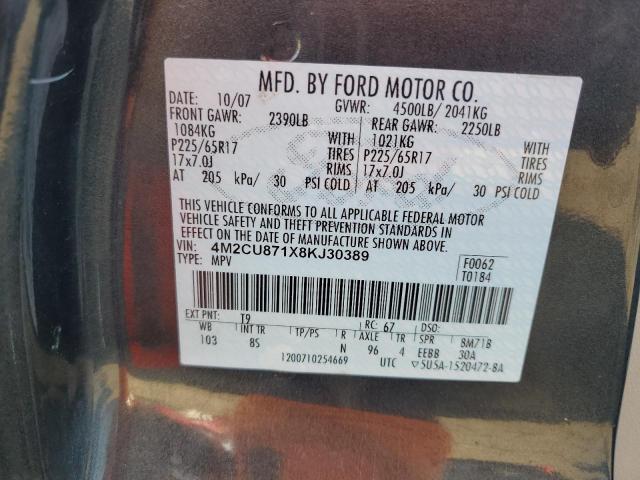 MFD. BY FORD MOTOR CO.
DATE: 10/07 GVWR: 4500LB/ 2041KG
FRONT GAWR: 2390LB REAR GAWR: 2250LB
1084KG WITH 1021KG WITH
P225/65R17 TIRES P225/65R17 TIRES
17x7.0J RIMS 17x7.0J RIMS
AT 205 kPa/ 30 PSI COLD AT 205 kPa/ 30 PSI COLD
THIS VEHICLE CONFORMS TO ALL APPLICABLE FEDERAL MOTOR
VEHICLE SAFETY AND THEFT PREVENTION STANDARDS IN
EFFECT ON THE DATE OF MANUFACTURE SHOWN ABOVE.
VIN: 4M2CU871X8KJ30389
TYPE: MPV
F0062
T0184
EXT PNT: T9 RC: 67 DSO:
WB INT TR TP/PS R AXLE TR SPR BM71B
103 8S N 96 4 EEBB 30A
1200710254669 UTC ▽5U5A-1520472-BA